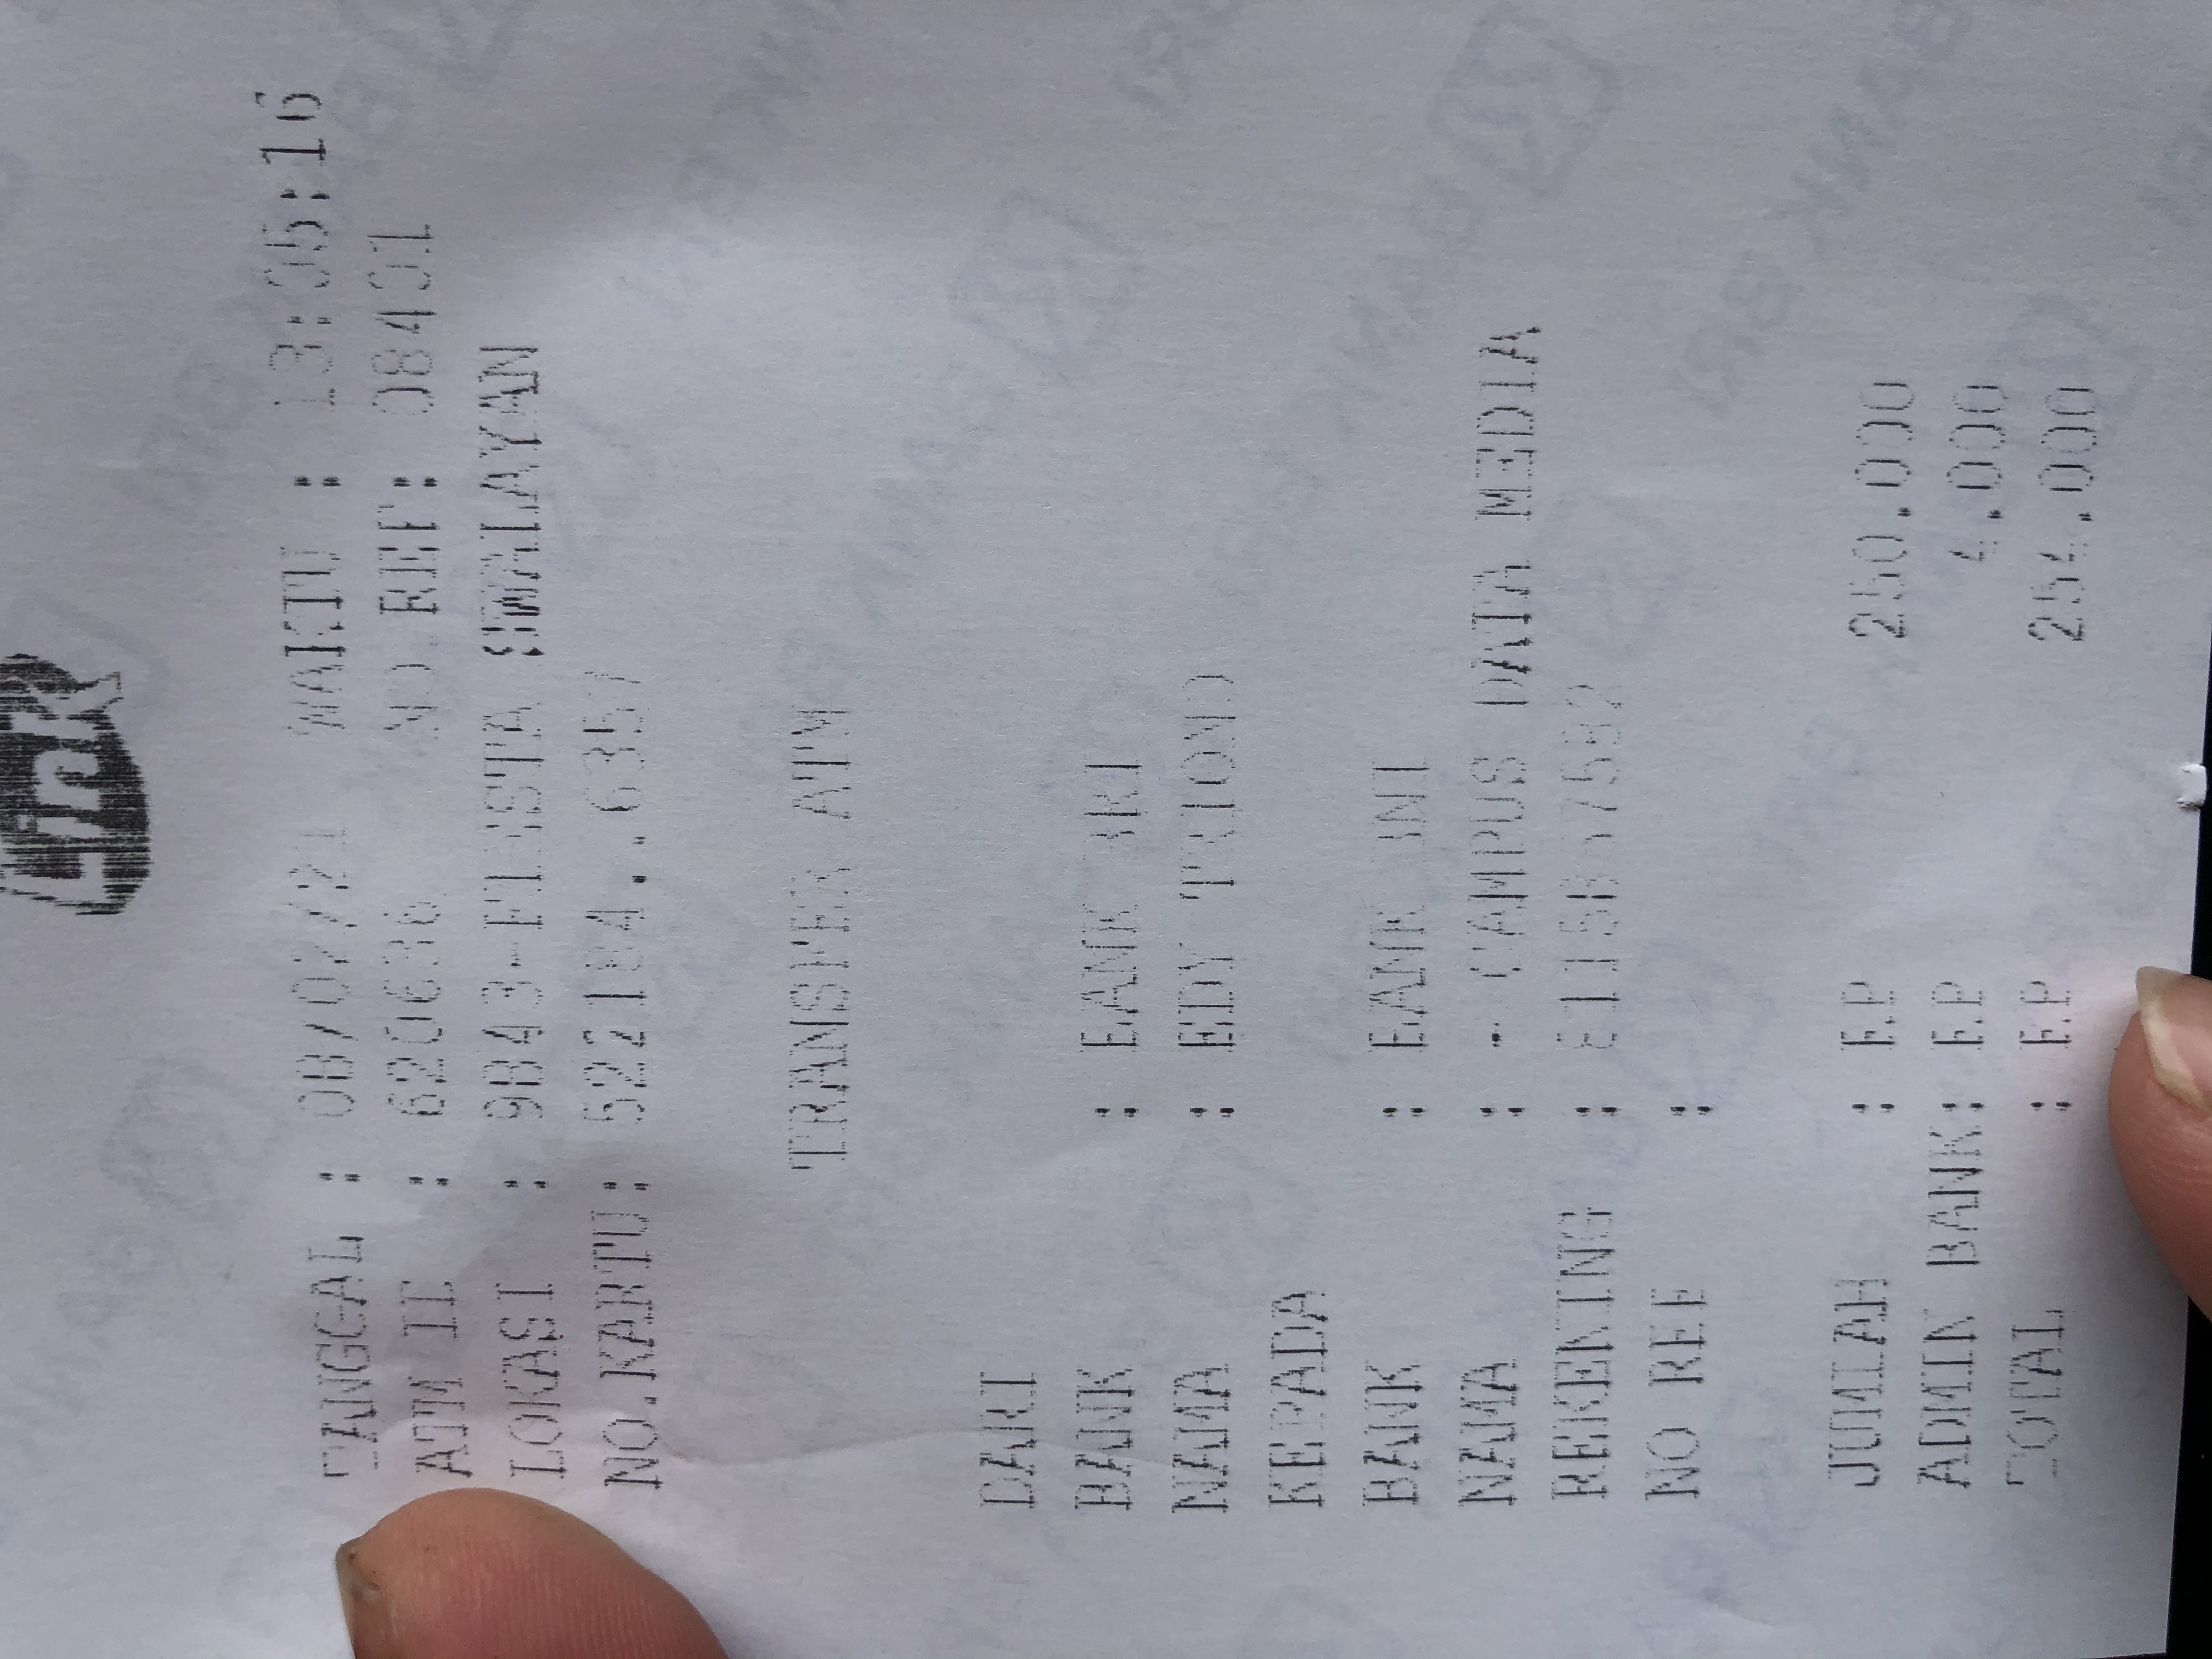 Link
TANGGAL : 08/02/21 WAKTU : 13:05:16
ATM ID : 620636 NO.REF: 08401
LOKASI : 9843-FIESTA SWALAYAN
NO.KARTU: 522184..6357
TRANSFER ATM
DARI
BANK : BANK BRI
NAMA : EDY TRIONO
KEPADA
BANK : BANK BNI
NAMA : - CAMPUS DATA MEDIA
REKENING :
NO REF :
JUMLAH : RP 250.000
ADMIN BANK: RP 4.000
TOTAL : RP 254.000